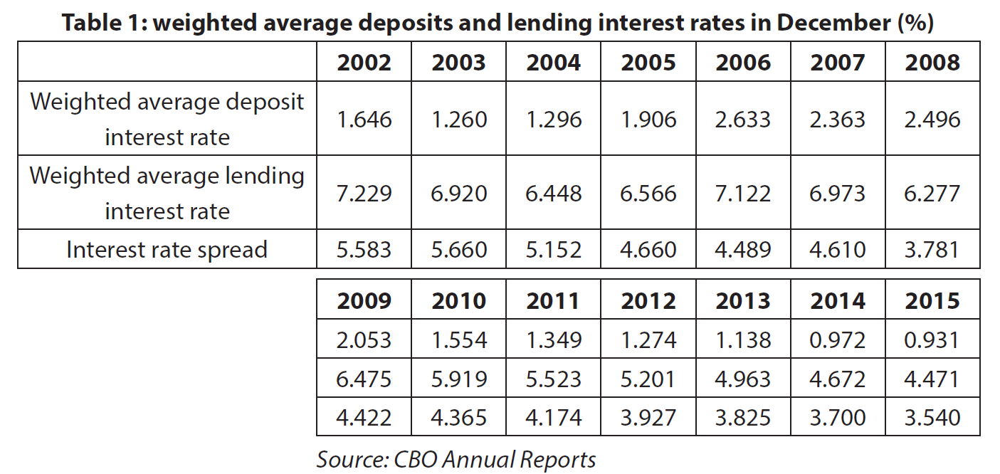 Table 1: weighted average deposits and lending interest rates in December (%)
2002 2003 2004 2005 2006 2007 2008
Weighted average deposit
interest rate
1.646 1.260 1.296 1.906 2.633 2.363 2.496
Weighted average lending
interest rate
7.229 6.920 6.448 6.566 7.122 6.973 6.277
Interest rate spread 5.583 5.660 5.152 4.660 4.489 4.610 3.781
2009 2010 2011 2012 2013 2014 2015
2.053 1.554 1.349 1.274 1.138 0.972 0.931
6.475 5.919 5.523 5.201 4.963 4.672 4.471
4.422 4.365 4.174 3.927 3.825 3.700 3.540
Source: CBO Annual Reports